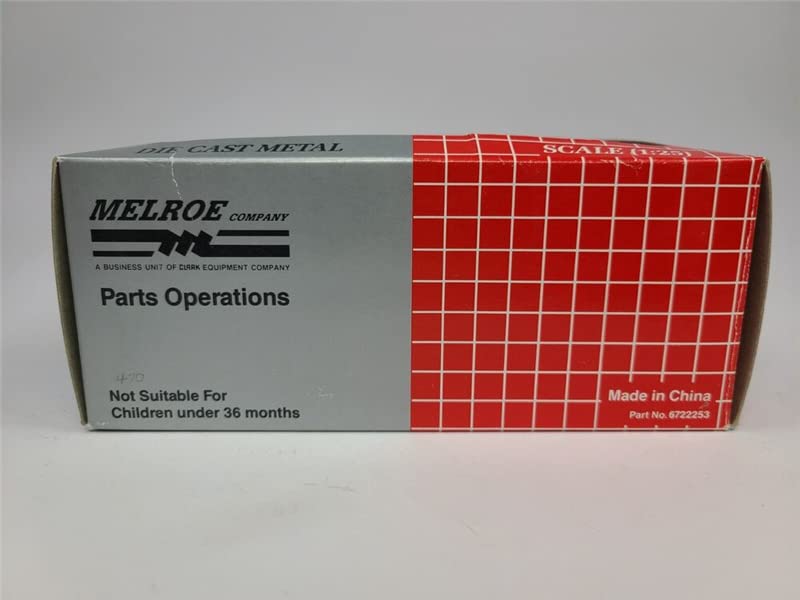 DIE CAST METAL
SCALE (1:25)
MELROE COMPANY
A BUSINESS UNIT OF CLARK EQUIPMENT COMPANY
Parts Operations
470
Not Suitable For
Children under 36 months
Made in China
Part No. 6722253